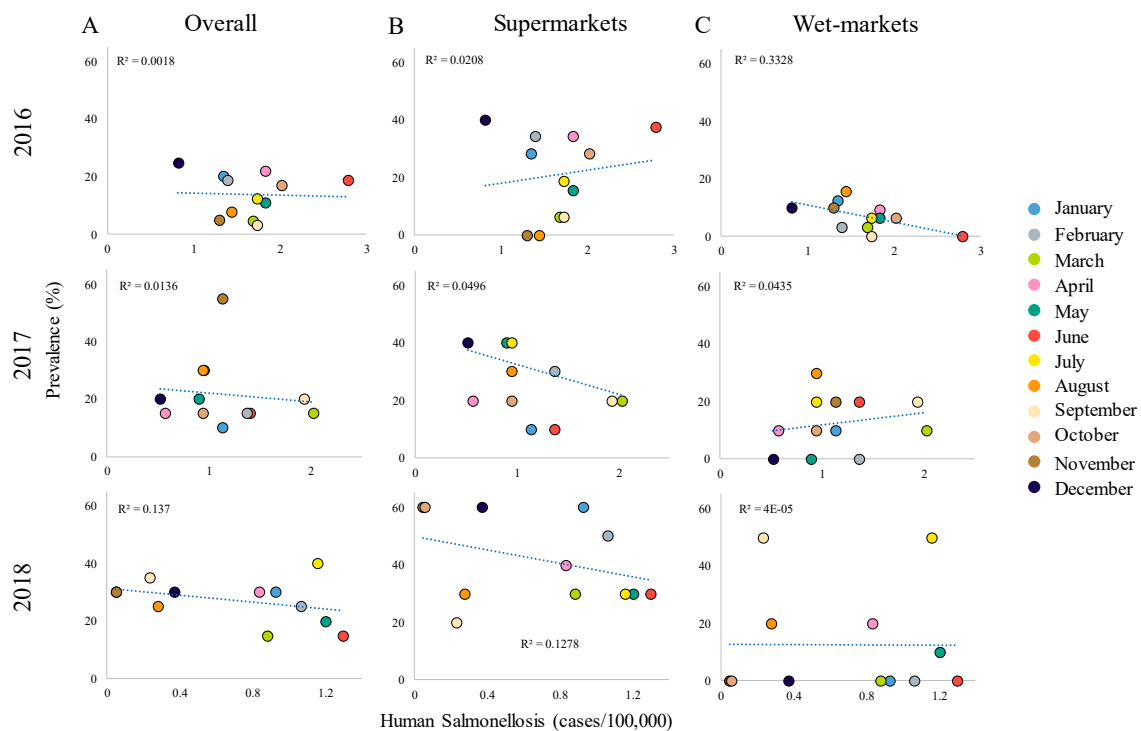 A Overall
B Supermarkets
C Wet-markets
2016
60
40
20
0
0 1 2 3
R² = 0.0018
60
40
20
0
0 1 2 3
R² = 0.0208
60
40
20
0
0 1 2 3
R² = 0.3328
2017
Prevalence (%)
60
40
20
0
1 2
R² = 0.0136
60
40
20
0
1 2
R² = 0.0496
60
40
20
0
0 1 2
R² = 0.0435
2018
60
40
20
0
0 0.4 0.8 1.2
R² = 0.137
60
40
20
0
0 0.4 0.8 1.2
R² = 0.1278
60
40
20
0
0 0.4 0.8 1.2
R² = 4E-05
Human Salmonellosis (cases/100,000)
January
February
March
April
May
June
July
August
September
October
November
December